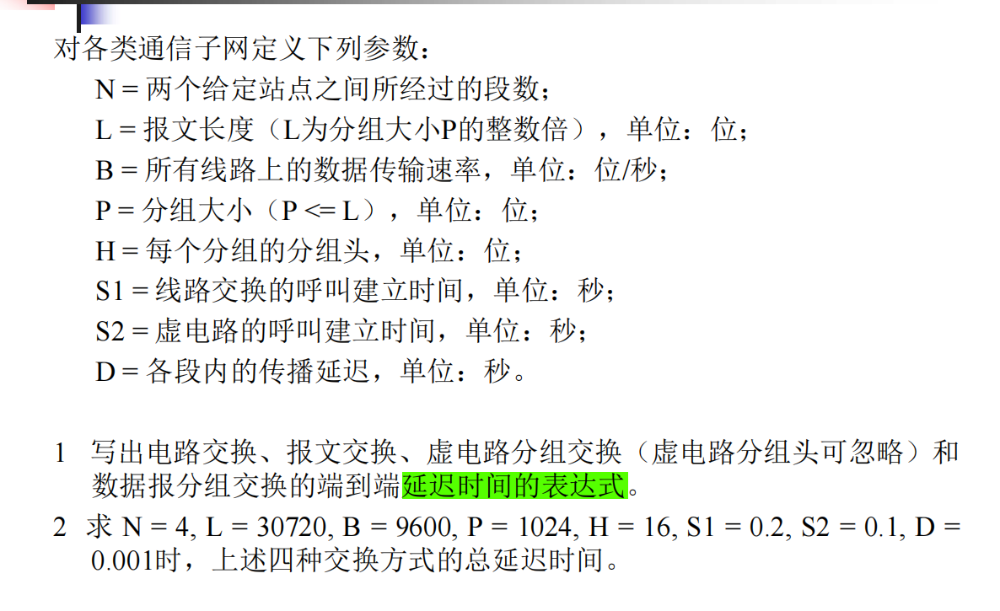 对各类通信子网定义下列参数：
N = 两个给定站点之间所经过的段数；
L = 报文长度（L为分组大小P的整数倍），单位：位；
B = 所有线路上的数据传输速率，单位：位/秒；
P = 分组大小（P <= L），单位：位；
H = 每个分组的分组头，单位：位；
S1 = 线路交换的呼叫建立时间，单位：秒；
S2 = 虚电路的呼叫建立时间，单位：秒；
D = 各段内的传播延迟，单位：秒。
1 写出电路交换、报文交换、虚电路分组交换（虚电路分组头可忽略）和
数据报分组交换的端到端延迟时间的表达式。
2 求 N = 4, L = 30720, B = 9600, P = 1024, H = 16, S1 = 0.2, S2 = 0.1, D =
0.001时，上述四种交换方式的总延迟时间。